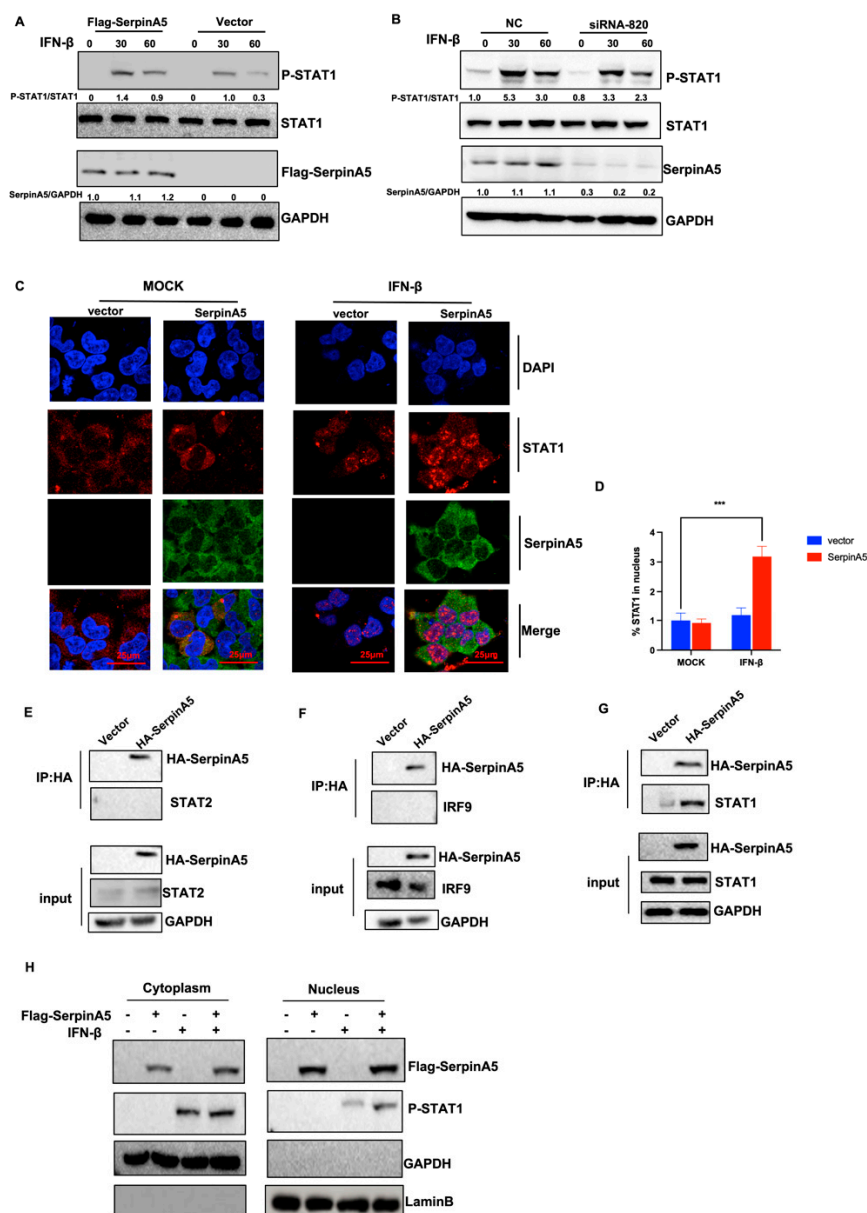 A
Flag-SerpinA5 Vector
IFN-β 0 30 60 0 30 60
P-STAT1
P-STAT1/STAT1 0 1.4 0.9 0 1.0 0.3
STAT1
Flag-SerpinA5
SerpinA5/GAPDH 1.0 1.1 1.2 0 0 0
GAPDH
B
NC siRNA-820
IFN-β 0 30 60 0 30 60
P-STAT1
P-STAT1/STAT1 1.0 5.3 3.0 0.8 3.3 2.3
STAT1
SerpinA5
SerpinA5/GAPDH 1.0 1.1 1.1 0.3 0.2 0.2
GAPDH
C
MOCK IFN-β
vector SerpinA5 vector SerpinA5
DAPI
STAT1
SerpinA5
Merge
25μm 25μm 25μm 25μm
D
% STAT1 in nucleus
4
3
2
1
0
***
MOCK IFN-β
vector
SerpinA5
E
Vector HA-SerpinA5
IP:HA
HA-SerpinA5
STAT2
input
HA-SerpinA5
STAT2
GAPDH
F
Vector HA-SerpinA5
IP:HA
HA-SerpinA5
IRF9
input
HA-SerpinA5
IRF9
GAPDH
G
Vector HA-SerpinA5
IP:HA
HA-SerpinA5
STAT1
input
HA-SerpinA5
STAT1
GAPDH
H
Cytoplasm Nucleus
Flag-SerpinA5 - + - + - + - +
IFN-β - - + + - - + +
Flag-SerpinA5
P-STAT1
GAPDH
LaminB